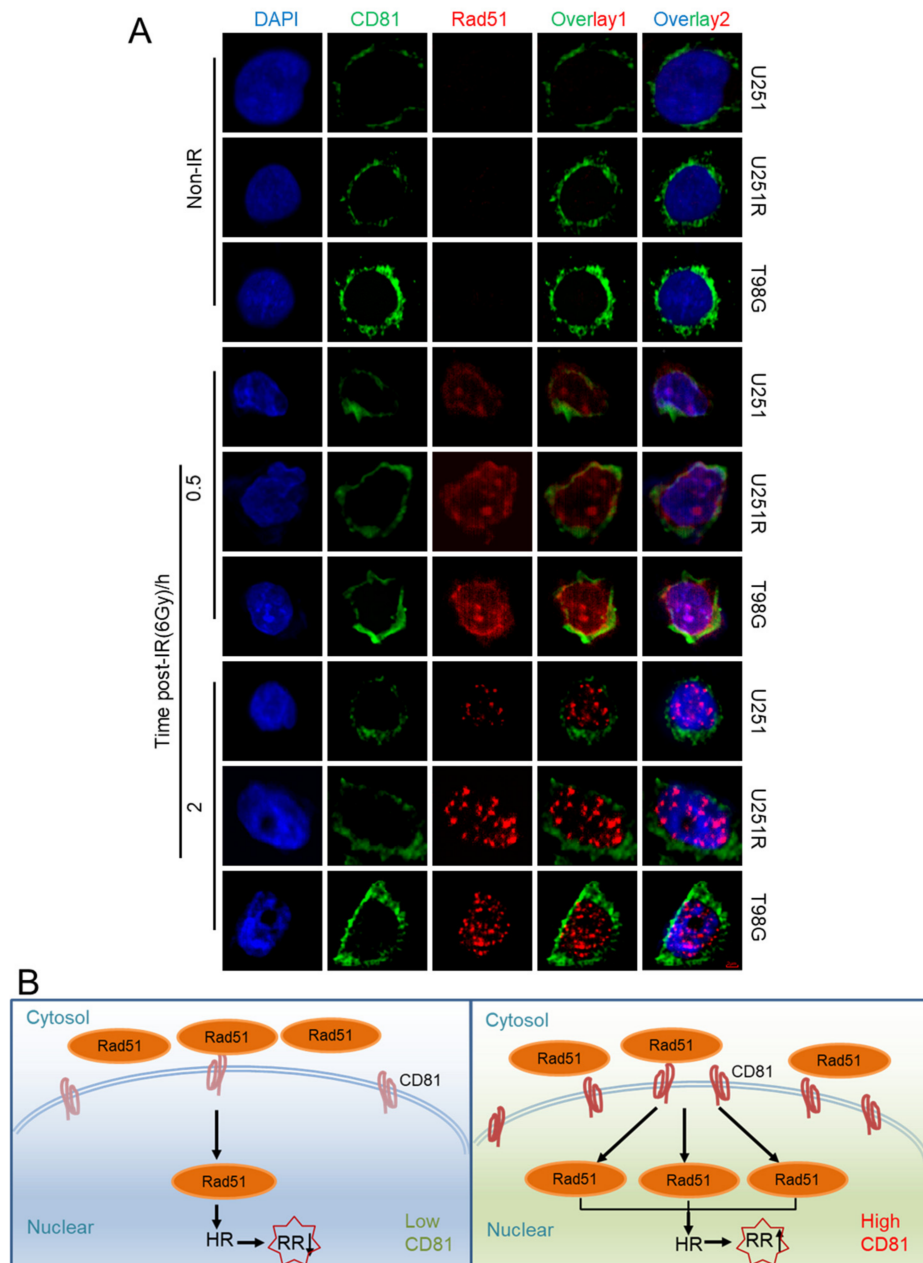 A
DAPI CD81 Rad51 Overlay1 Overlay2
Non-IR
U251
U251R
T98G
Time post-IR(6Gy)/h
0.5
U251
U251R
T98G
2
U251
U251R
T98G
B
Cytosol
Rad51 Rad51 Rad51
CD81
Rad51
Nuclear
HR RR
Low
CD81
Cytosol
Rad51
Rad51 Rad51
CD81
Rad51 Rad51 Rad51
Nuclear
HR RR
High
CD81